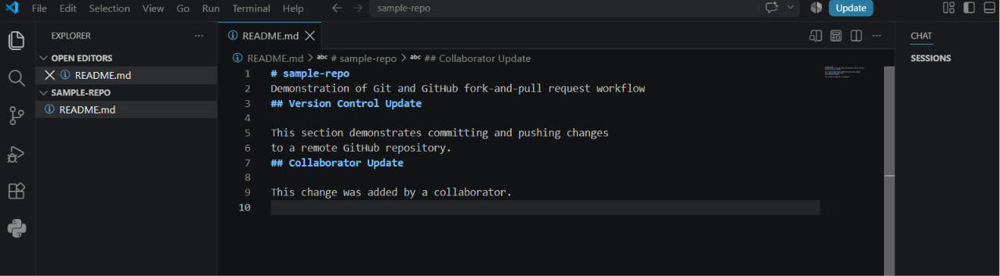 File Edit Selection View Go Run Terminal Help sample-repo Update
EXPLORER
OPEN EDITORS
README.md
SAMPLE-REPO
README.md
README.md
README.md > abc # sample-repo > abc ## Collaborator Update
1 # sample-repo
2 Demonstration of Git and GitHub fork-and-pull request workflow
3 ## Version Control Update
4
5 This section demonstrates committing and pushing changes
6 to a remote GitHub repository.
7 ## Collaborator Update
8
9 This change was added by a collaborator.
10
CHAT
SESSIONS